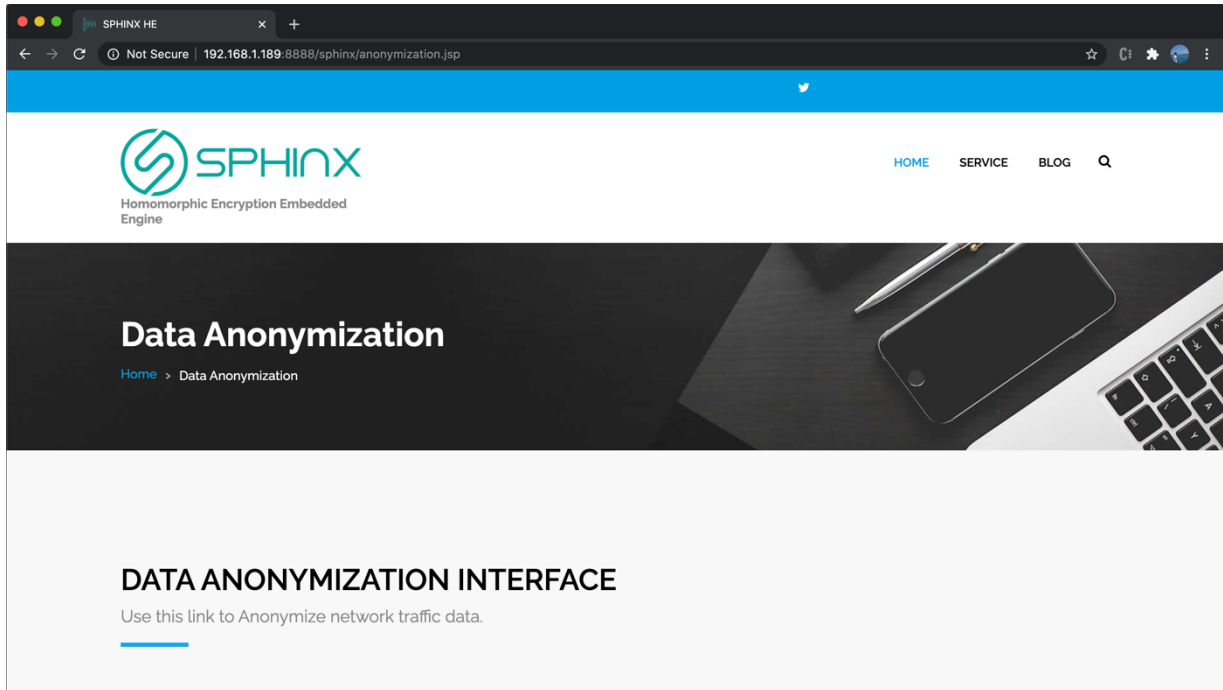 SPHINX HE
Not Secure | 192.168.1.189:8888/sphinx/anonymization.jsp
SPHINX
Homomorphic Encryption Embedded
Engine
HOME SERVICE BLOG
Data Anonymization
Home > Data Anonymization
DATA ANONYMIZATION INTERFACE
Use this link to Anonymize network traffic data.